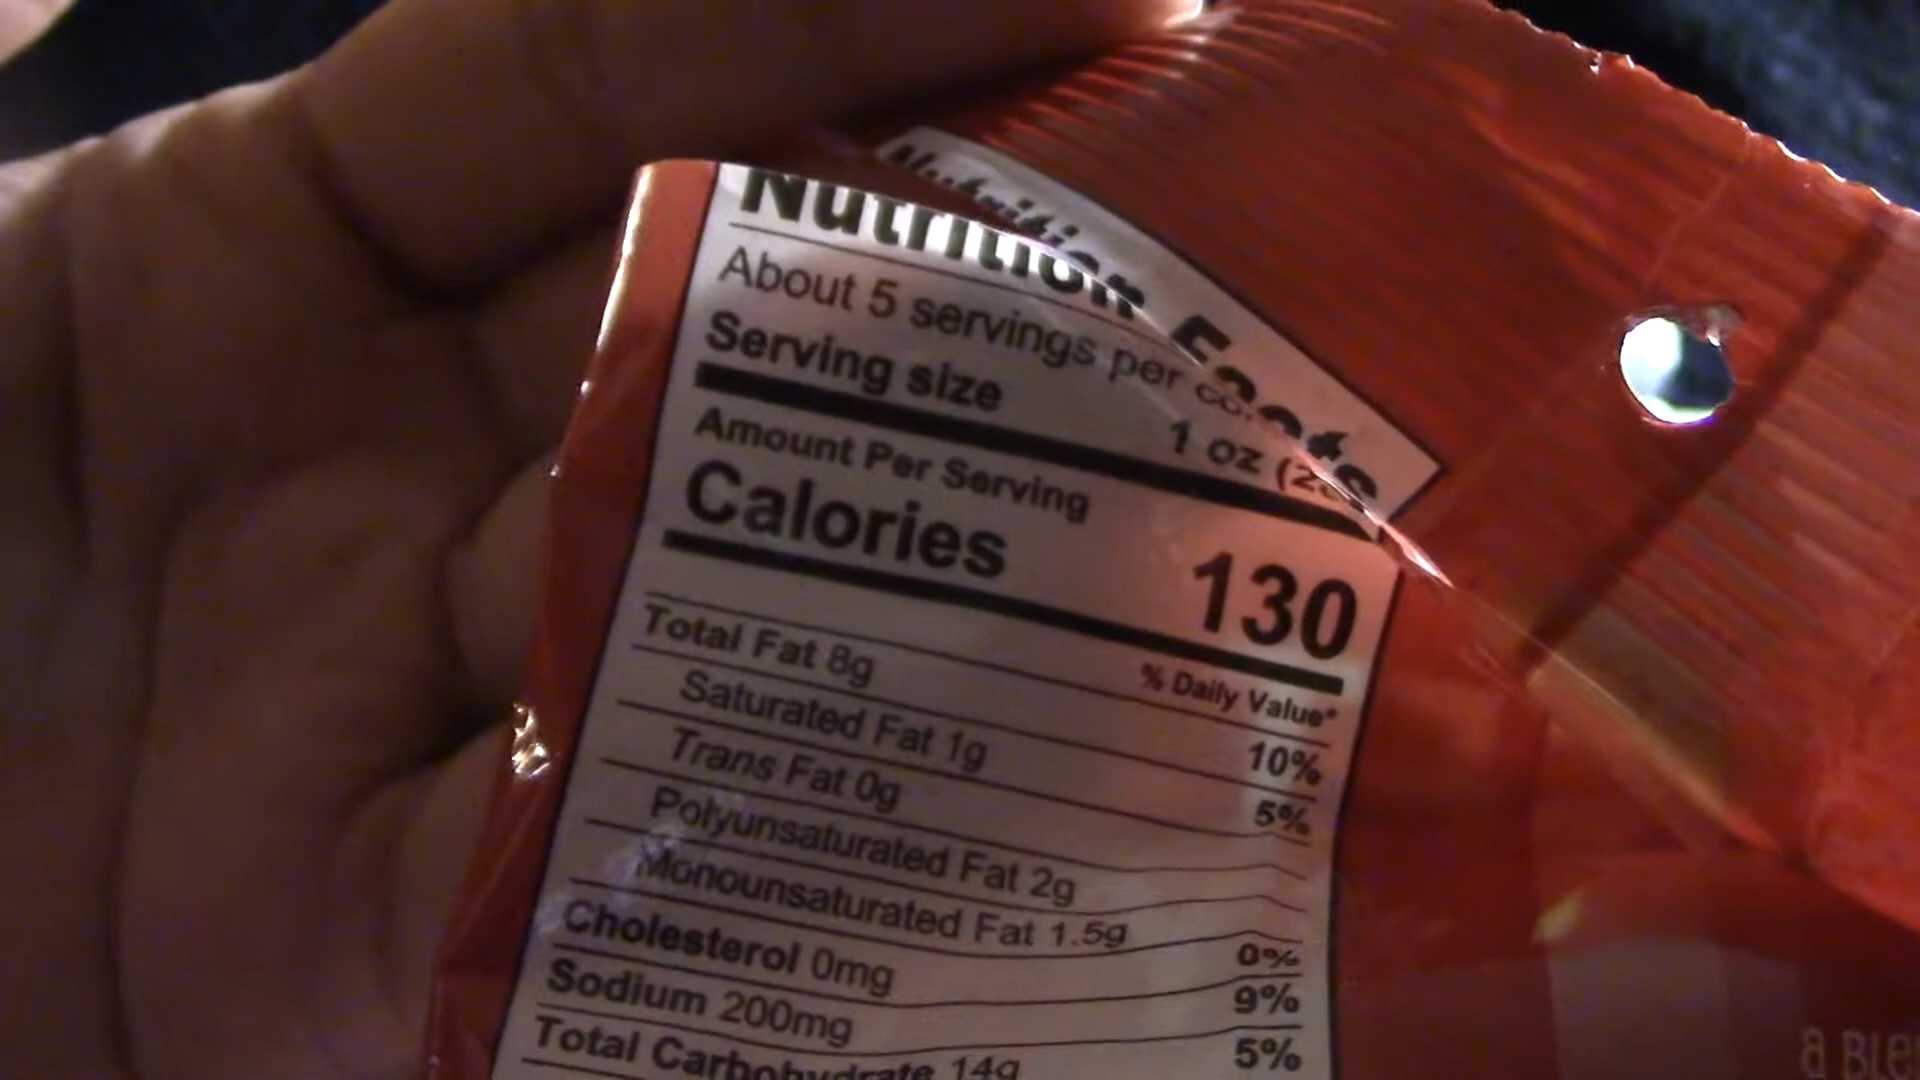 Nutrition Facts
About 5 servings per
Serving size 1 oz
Amount Per Serving
Calories 130
% Daily Value*
Total Fat 8g 10%
Saturated Fat 1g 5%
Trans Fat 0g
Polyunsaturated Fat 2g
Monounsaturated Fat 1.5g
Cholesterol 0mg 0%
Sodium 200mg 9%
Total Carbohydrate 14g 5%
a